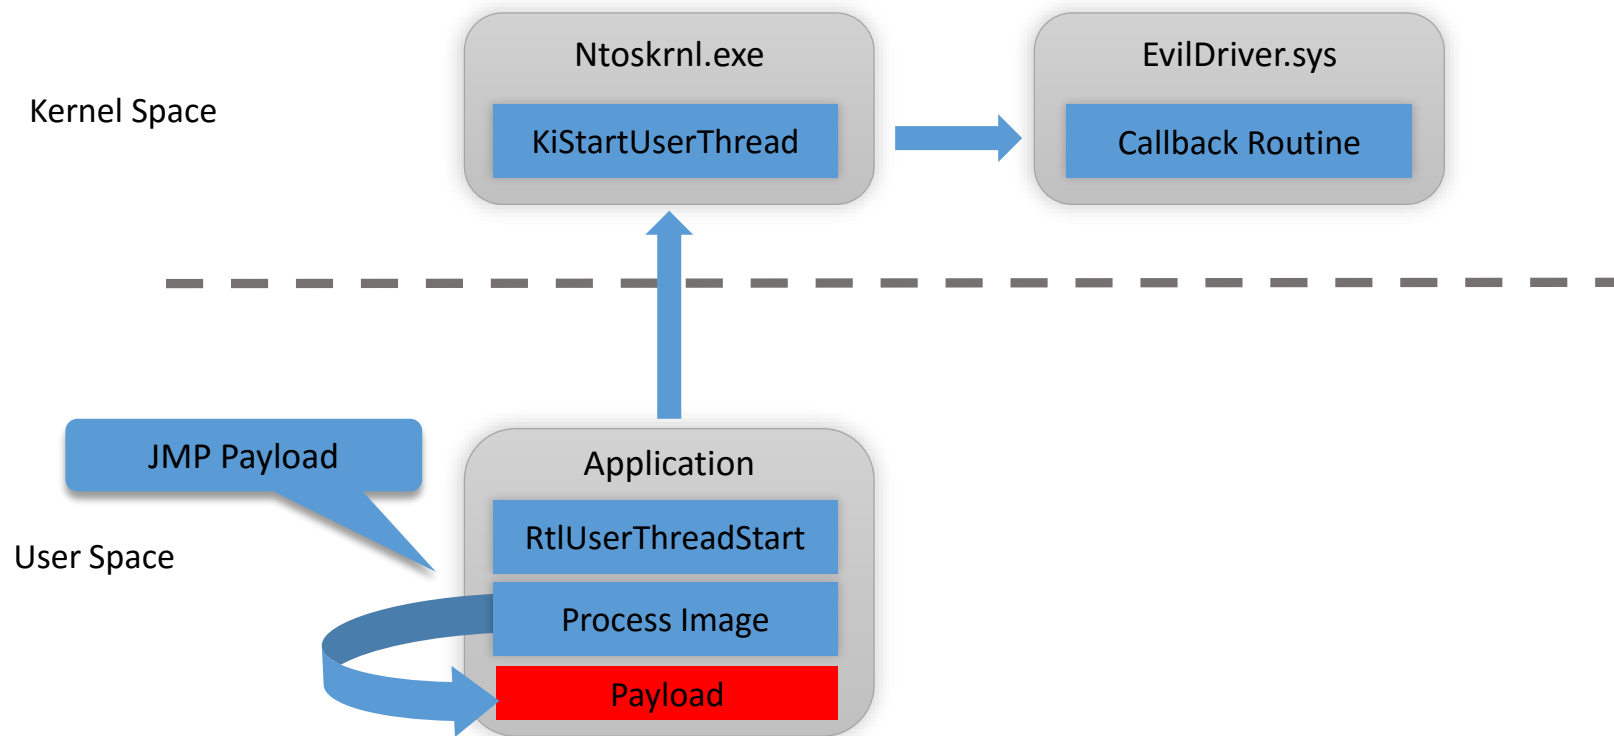 Ntoskrnl.exe
EvilDriver.sys
Kernel Space
KiStartUserThread
Callback Routine
JMP Payload
Application
RtlUserThreadStart
User Space
Process Image
Payload